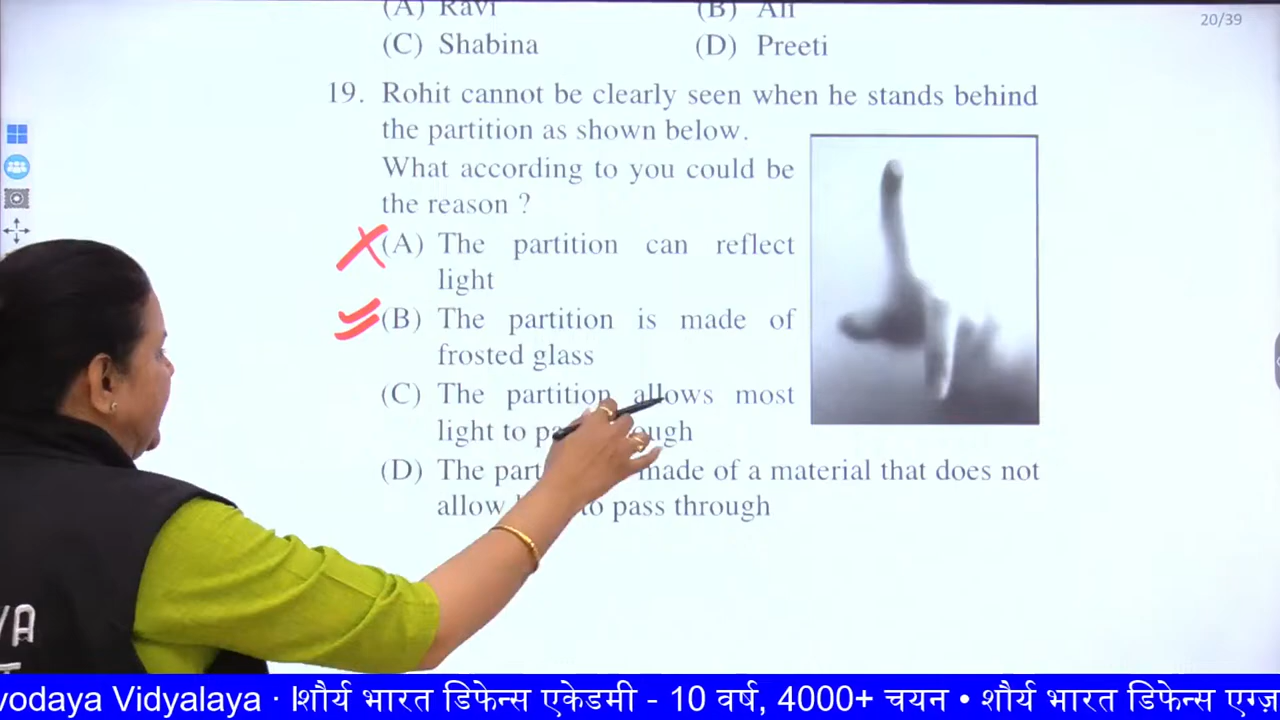 (A) Ravi (B) Ali
20/39
(C) Shabina (D) Preeti
19. Rohit cannot be clearly seen when he stands behind
the partition as shown below.
What according to you could be
the reason ?
(A) The partition can reflect
light
(B) The partition is made of
frosted glass
(C) The partition allows most
light to
(D) The made of a material that does not
allow to pass through
vodaya Vidyalaya · शौर्य भारत डिफेन्स एकेडमी - 10 वर्ष, 4000+ चयन • शौर्य भारत डिफेन्स